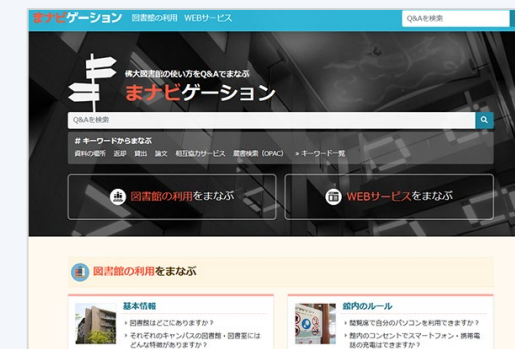 まナビゲーション 図書館の利用 WEBサービス Q&Aを検索
佛大図書館の使い方をQ&Aでまなぶ
まナビゲーション
Q&Aを検索
# キーワードからまなぶ
資料の場所 返却 貸出 論文 相互協力サービス 蔵書検索（OPAC） » キーワード一覧
図書館の利用をまなぶ WEBサービスをまなぶ
図書館の利用をまなぶ
基本情報
図書館はどこにありますか？
それぞれのキャンパスの図書館・図書室には
どんな特徴がありますか？
館内のルール
閲覧席で自分のパソコンを利用できますか？
館内のコンセントでスマートフォン・携帯電
話の充電はできますか？